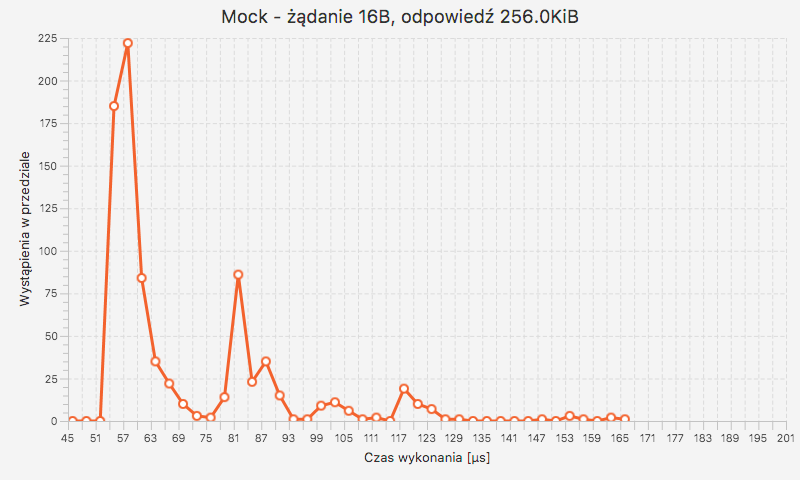 Mock - żądanie 16B, odpowiedź 256.0KiB
225
200
175
150
125
100
75
50
25
0
Wystąpienia w przedziale
45 51 57 63 69 75 81 87 93 99 105 111 117 123 129 135 141 147 153 159 165 171 177 183 189 195 201
Czas wykonania [µs]